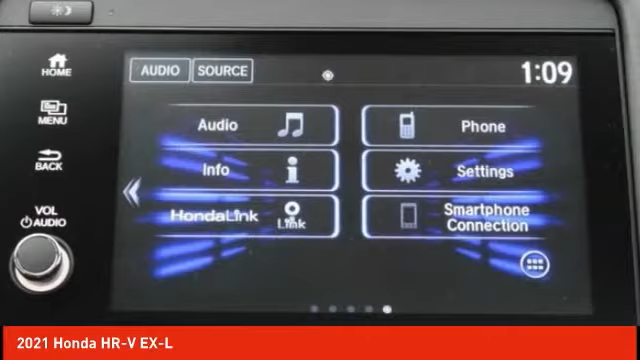 HOME
MENU
BACK
VOL
AUDIO
AUDIO SOURCE
1:09
Audio
Phone
Info
Settings
HondaLink
Link
Smartphone
Connection
2021 Honda HR-V EX-L